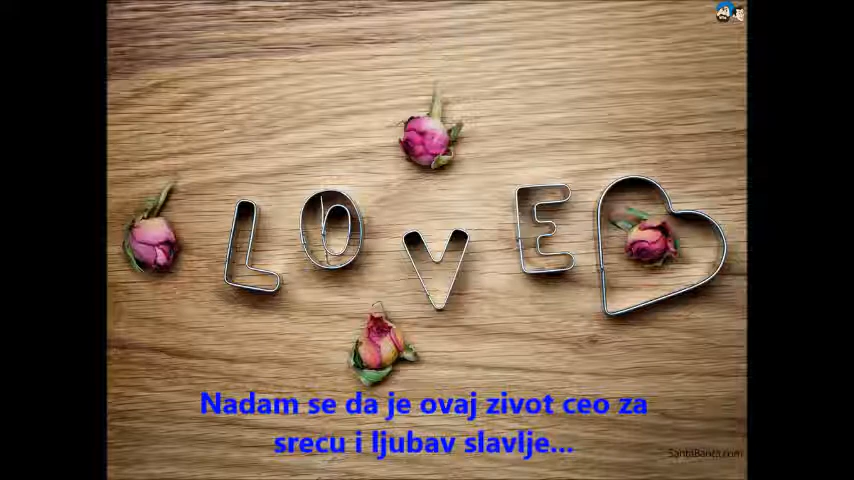 LOVE
Nadam se da je ovaj zivot ceo za
srecu i ljubav slavlje...
SantaBanta.com